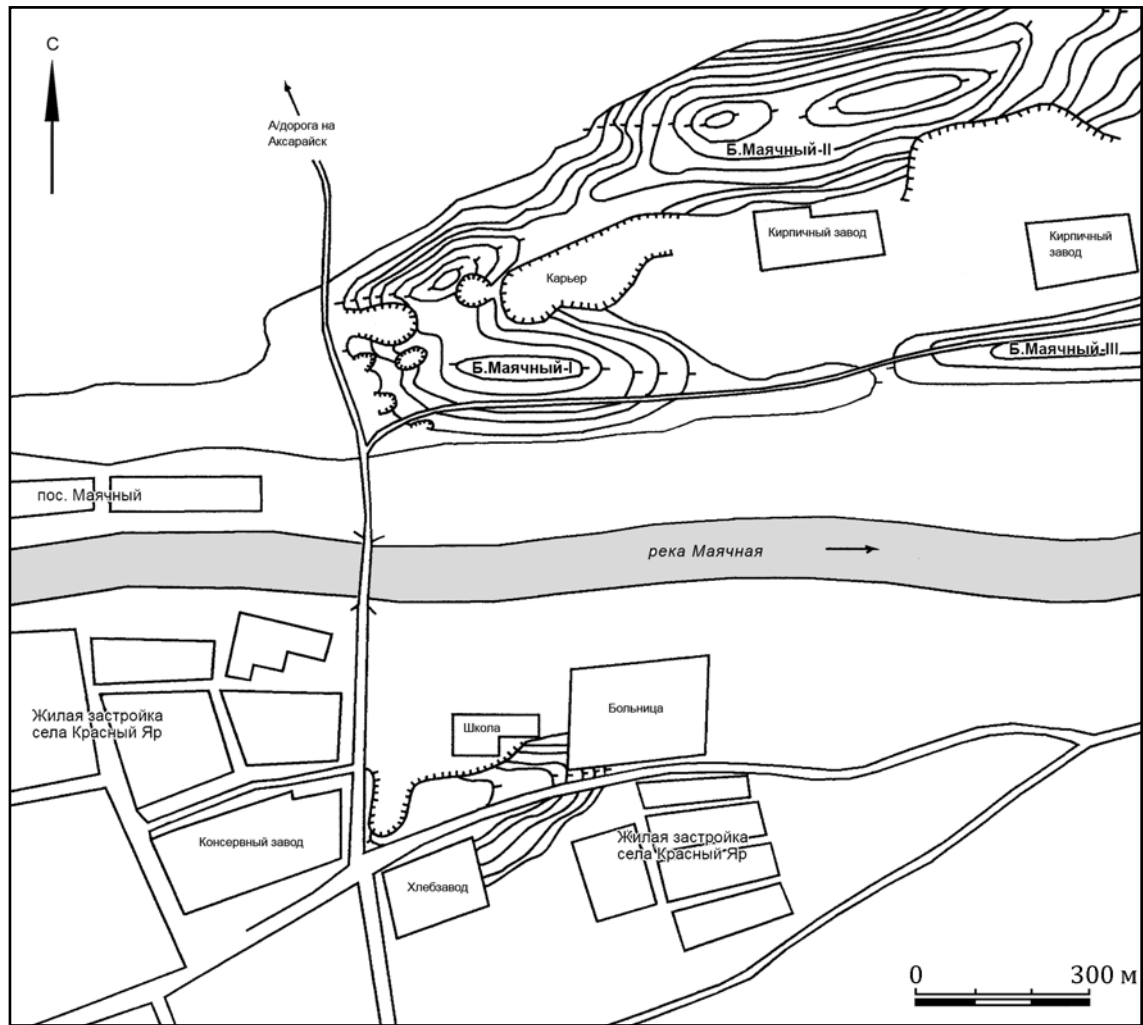 С
А/дорога на
Аксарайск
Б.Маячный-II
Кирпичный завод
Кирпичный
завод
Карьер
Б.Маячный-I
Б.Маячный-III
пос. Маячный
река Маячная
Жилая застройка
села Красный Яр
Школа
Больница
Консервный завод
Хлебзавод
Жилая застройка
села Красный Яр
0 300 м